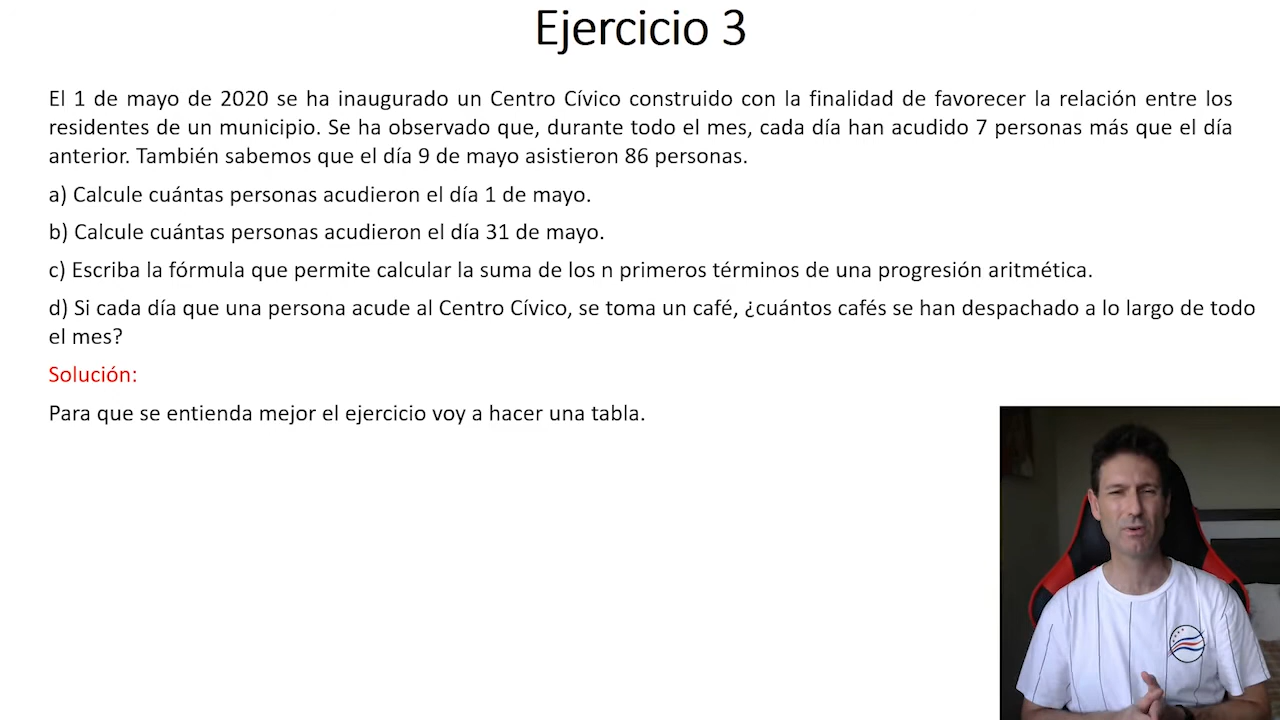 Ejercicio 3
El 1 de mayo de 2020 se ha inaugurado un Centro Cívico construido con la finalidad de favorecer la relación entre los
residentes de un municipio. Se ha observado que, durante todo el mes, cada día han acudido 7 personas más que el día
anterior. También sabemos que el día 9 de mayo asistieron 86 personas.
a) Calcule cuántas personas acudieron el día 1 de mayo.
b) Calcule cuántas personas acudieron el día 31 de mayo.
c) Escriba la fórmula que permite calcular la suma de los n primeros términos de una progresión aritmética.
d) Si cada día que una persona acude al Centro Cívico, se toma un café, ¿cuántos cafés se han despachado a lo largo de todo
el mes?
Solución:
Para que se entienda mejor el ejercicio voy a hacer una tabla.